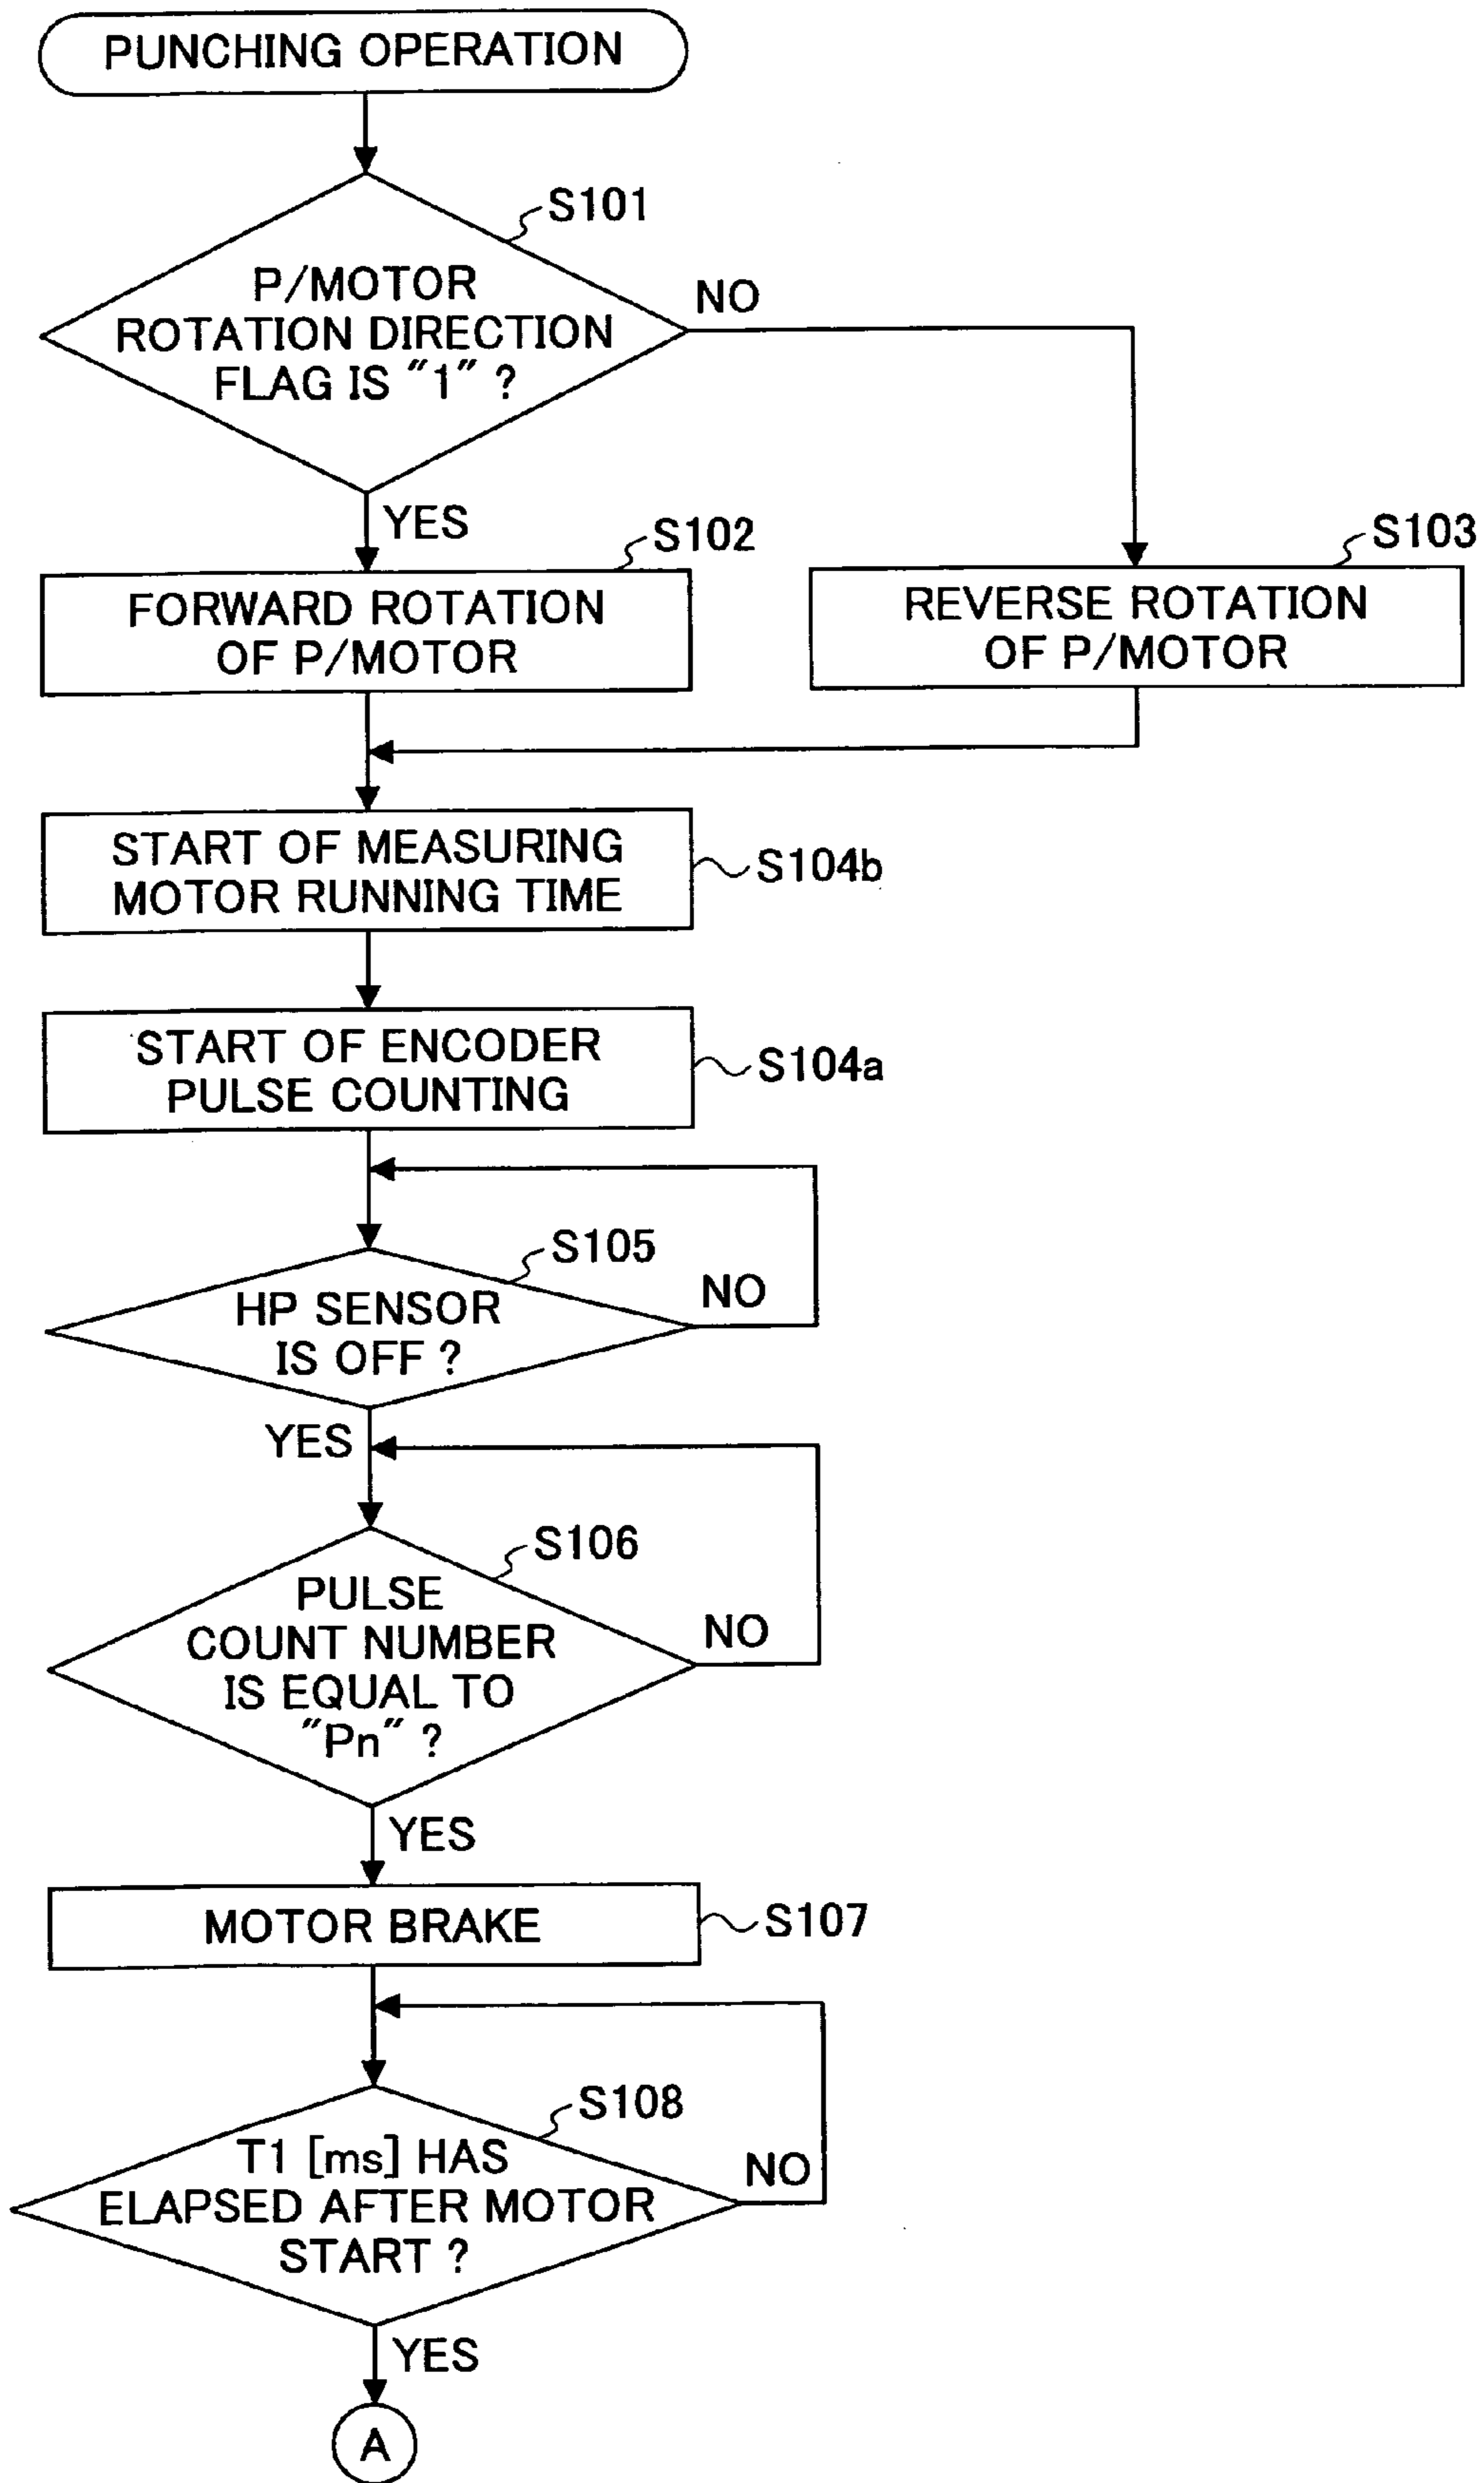 PUNCHING OPERATION
S101
P/MOTOR
ROTATION DIRECTION
FLAG IS "1" ?
NO
YES
S102
FORWARD ROTATION
OF P/MOTOR
S103
REVERSE ROTATION
OF P/MOTOR
START OF MEASURING
MOTOR RUNNING TIME
S104b
START OF ENCODER
PULSE COUNTING
S104a
S105
HP SENSOR
IS OFF ?
NO
YES
S106
PULSE
COUNT NUMBER
IS EQUAL TO
"Pn" ?
NO
YES
MOTOR BRAKE
S107
S108
T1 [ms] HAS
ELAPSED AFTER MOTOR
START ?
NO
YES
A